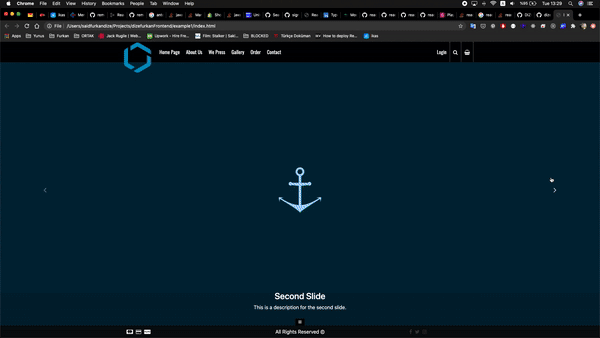 Chrome File Edit View History Bookmarks People Tab Window Help
%95 Tue 13:29
File /Users/saidfurkandize/Projects/dizefurkanFrontend/example1/index.html
Apps Yunus Furkan ORTAK Jack Rugile | Web... Upwork - Hire Fre... Film: Stalker | Saki... BLOCKED Türkçe Doküman How to deploy Re... ikas
Home Page About Us We Press Gallery Order Contact Login
Second Slide
This is a description for the second slide.
All Rights Reserved ©